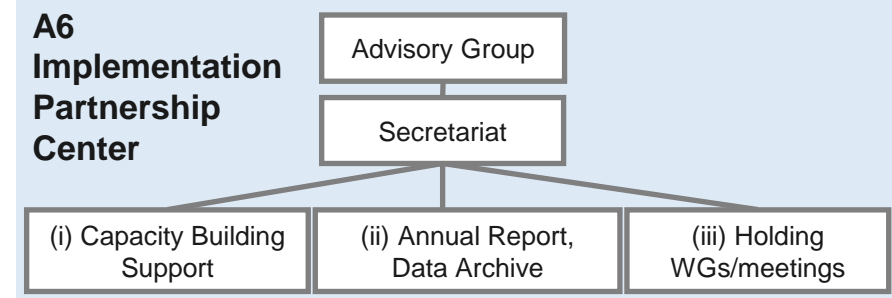 A6
Implementation
Partnership
Center
Advisory Group
Secretariat
(i) Capacity Building
Support
(ii) Annual Report,
Data Archive
(iii) Holding
WGs/meetings